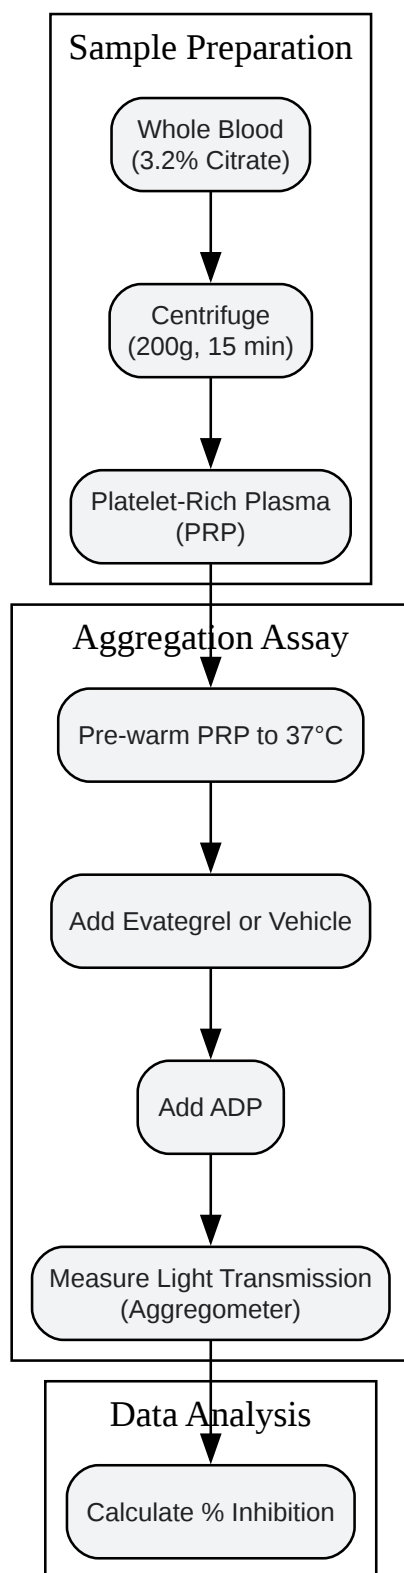 Sample Preparation
Whole Blood
(3.2% Citrate)
Centrifuge
(200g, 15 min)
Platelet-Rich Plasma
(PRP)
Aggregation Assay
Pre-warm PRP to 37°C
Add Evategrel or Vehicle
Add ADP
Measure Light Transmission
(Aggregometer)
Data Analysis
Calculate % Inhibition